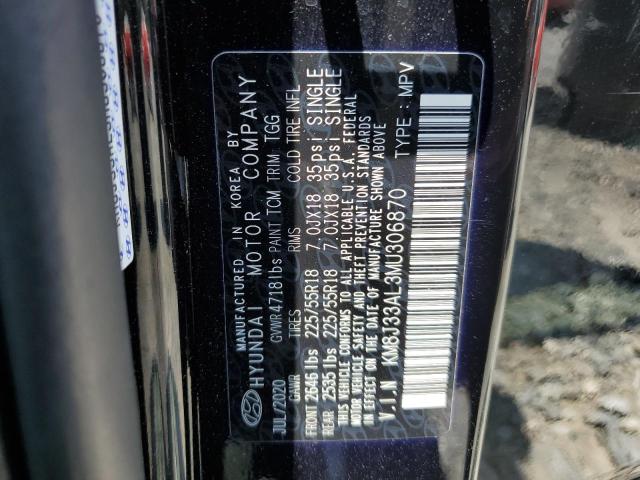 MANUFACTURED IN KOREA BY
HYUNDAI MOTOR COMPANY
JUL/2020 GVWR 4718 lbs PAINT TCM TRIM TGG
GAWR TIRES RIMS COLD TIRE INFL
FRONT 2646 lbs 225/55R18 7.0JX18 35psi SINGLE
REAR 2535 lbs 225/55R18 7.0JX18 35psi SINGLE
THIS VEHICLE CONFORMS TO ALL APPLICABLE U.S.A. FEDERAL
MOTOR VEHICLE SAFETY AND THEFT PREVENTION STANDARDS
IN EFFECT ON THE DATE OF MANUFACTURE SHOWN ABOVE
V.I.N KM8J33AL3MU306870 TYPE : MPV